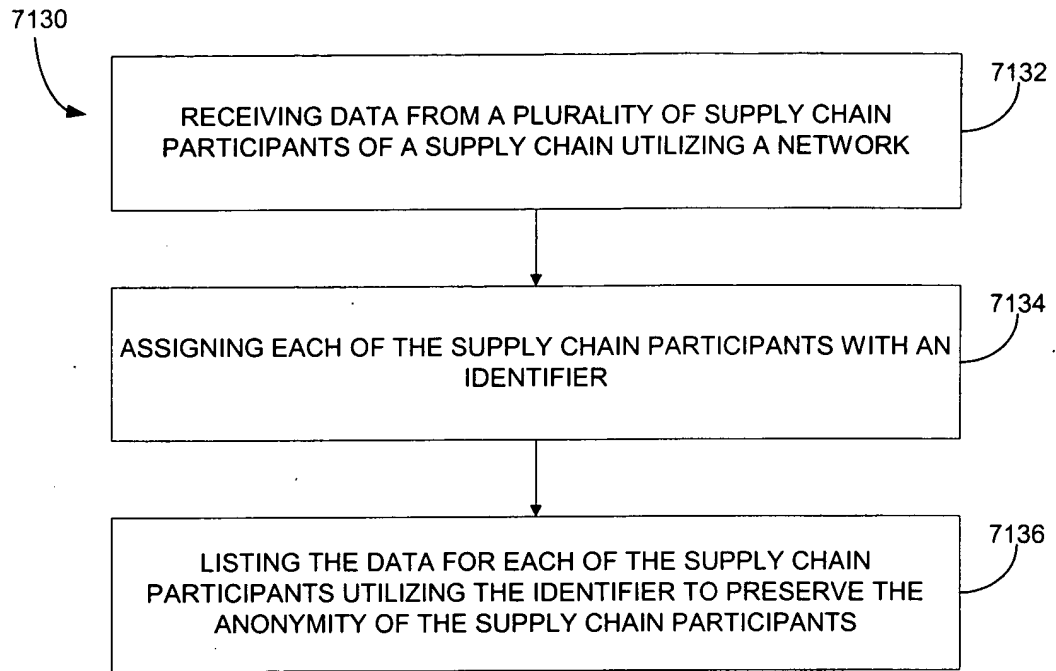 7130
7132
RECEIVING DATA FROM A PLURALITY OF SUPPLY CHAIN
PARTICIPANTS OF A SUPPLY CHAIN UTILIZING A NETWORK
7134
ASSIGNING EACH OF THE SUPPLY CHAIN PARTICIPANTS WITH AN
IDENTIFIER
7136
LISTING THE DATA FOR EACH OF THE SUPPLY CHAIN
PARTICIPANTS UTILIZING THE IDENTIFIER TO PRESERVE THE
ANONYMITY OF THE SUPPLY CHAIN PARTICIPANTS